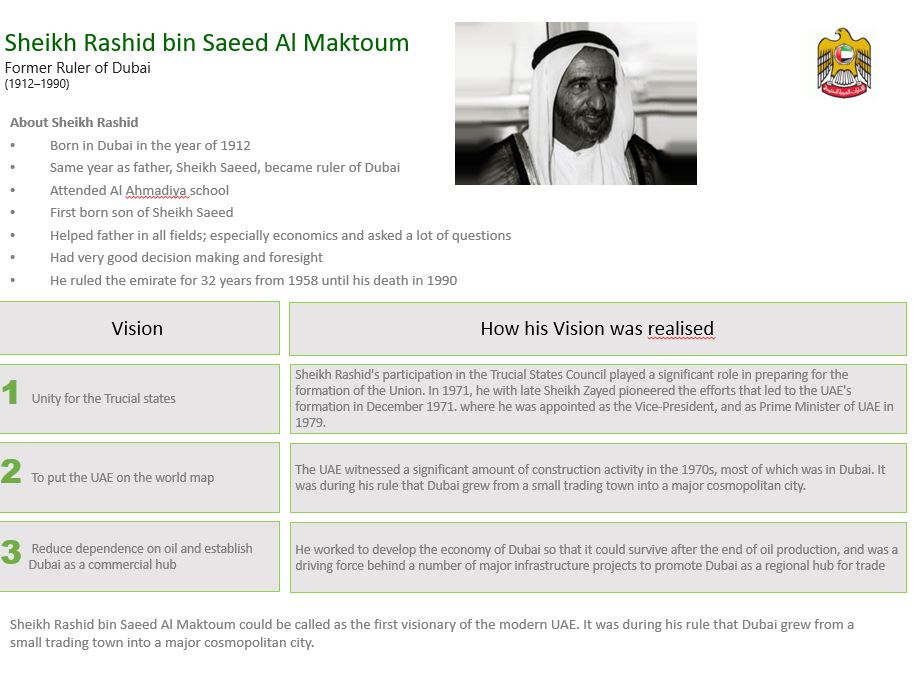 Sheikh Rashid bin Saeed Al Maktoum
Former Ruler of Dubai
(1912–1990)
About Sheikh Rashid
• Born in Dubai in the year of 1912
• Same year as father, Sheikh Saeed, became ruler of Dubai
• Attended Al Ahmadiya school
• First born son of Sheikh Saeed
• Helped father in all fields; especially economics and asked a lot of questions
• Had very good decision making and foresight
• He ruled the emirate for 32 years from 1958 until his death in 1990
Vision
How his Vision was realised
1 Unity for the Trucial states
Sheikh Rashid's participation in the Trucial States Council played a significant role in preparing for the
formation of the Union. In 1971, he with late Sheikh Zayed pioneered the efforts that led to the UAE's
formation in December 1971. where he was appointed as the Vice-President, and as Prime Minister of UAE in
1979.
2 To put the UAE on the world map
The UAE witnessed a significant amount of construction activity in the 1970s, most of which was in Dubai. It
was during his rule that Dubai grew from a small trading town into a major cosmopolitan city.
3 Reduce dependence on oil and establish
Dubai as a commercial hub
He worked to develop the economy of Dubai so that it could survive after the end of oil production, and was a
driving force behind a number of major infrastructure projects to promote Dubai as a regional hub for trade
Sheikh Rashid bin Saeed Al Maktoum could be called as the first visionary of the modern UAE. It was during his rule that Dubai grew from a
small trading town into a major cosmopolitan city.